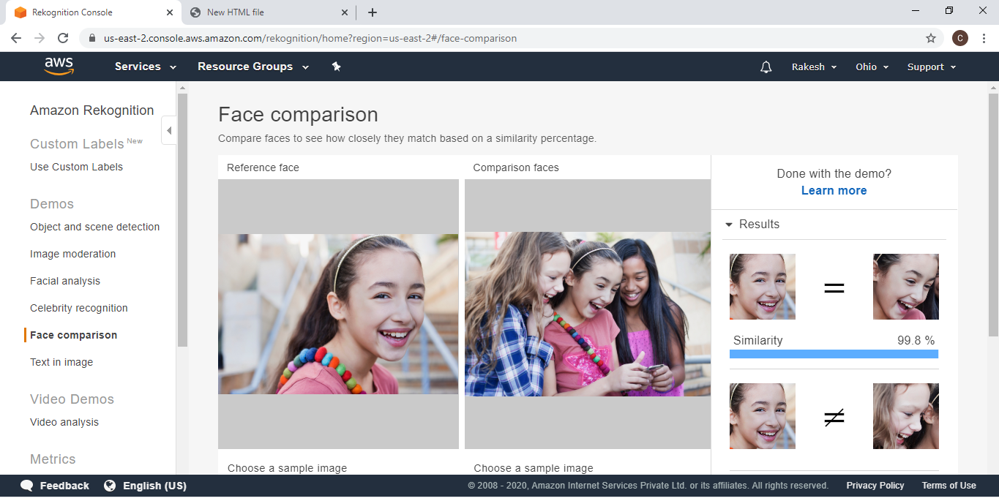 Rekognition Console
New HTML file
us-east-2.console.aws.amazon.com/rekognition/home?region=us-east-2#/face-comparison
C
aws
Services
Resource Groups
Rakesh
Ohio
Support
Amazon Rekognition
Custom Labels New
Use Custom Labels
Demos
Object and scene detection
Image moderation
Facial analysis
Celebrity recognition
Face comparison
Text in image
Video Demos
Video analysis
Metrics
Face comparison
Compare faces to see how closely they match based on a similarity percentage.
Reference face
Comparison faces
Choose a sample image
Choose a sample image
Done with the demo?
Learn more
Results
=
Similarity 99.8 %
≠
Feedback
English (US)
© 2008 - 2020, Amazon Internet Services Private Ltd. or its affiliates. All rights reserved.
Privacy Policy
Terms of Use